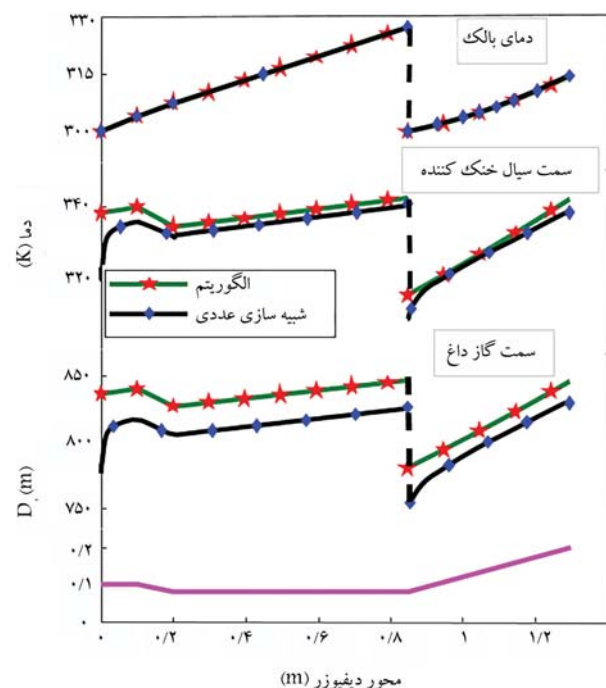 ۳۳۰
دمای بالک
۳۱۵
۳۰۰
سمت سیال خنک کننده
۳۴۰
دما (K)
۳۲۰
الگوریتم
شبیه سازی عددی
سمت گاز داغ
۸۵۰
۸۰۰
۷۵۰
D, (m)
۰/۲
۰/۱
۰
۰ ۰/۲ ۰/۴ ۰/۶ ۰/۸ ۱ ۱/۲
محور دیفیوزر (m)